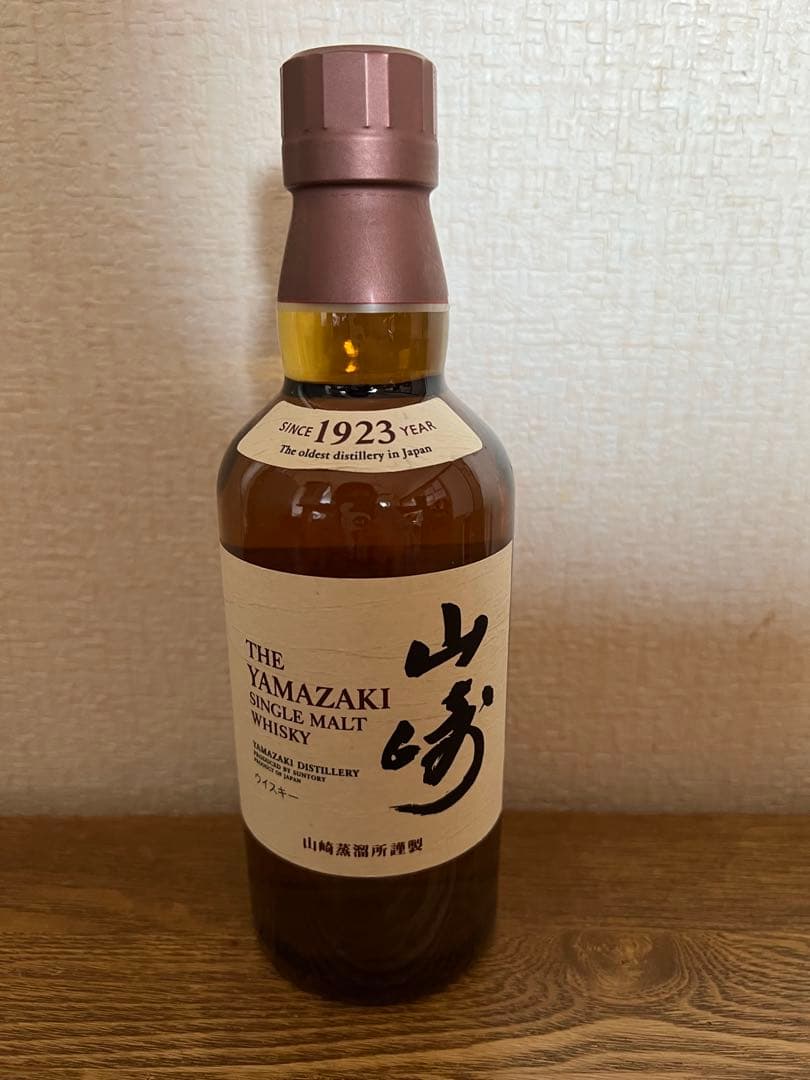 SINCE 1923 YEAR
The oldest distillery in Japan
山崎
THE
YAMAZAKI
SINGLE MALT
WHISKY
YAMAZAKI DISTILLERY
PRODUCED BY SUNTORY
PRODUCT OF JAPAN
ウイスキー
山崎蒸溜所謹製